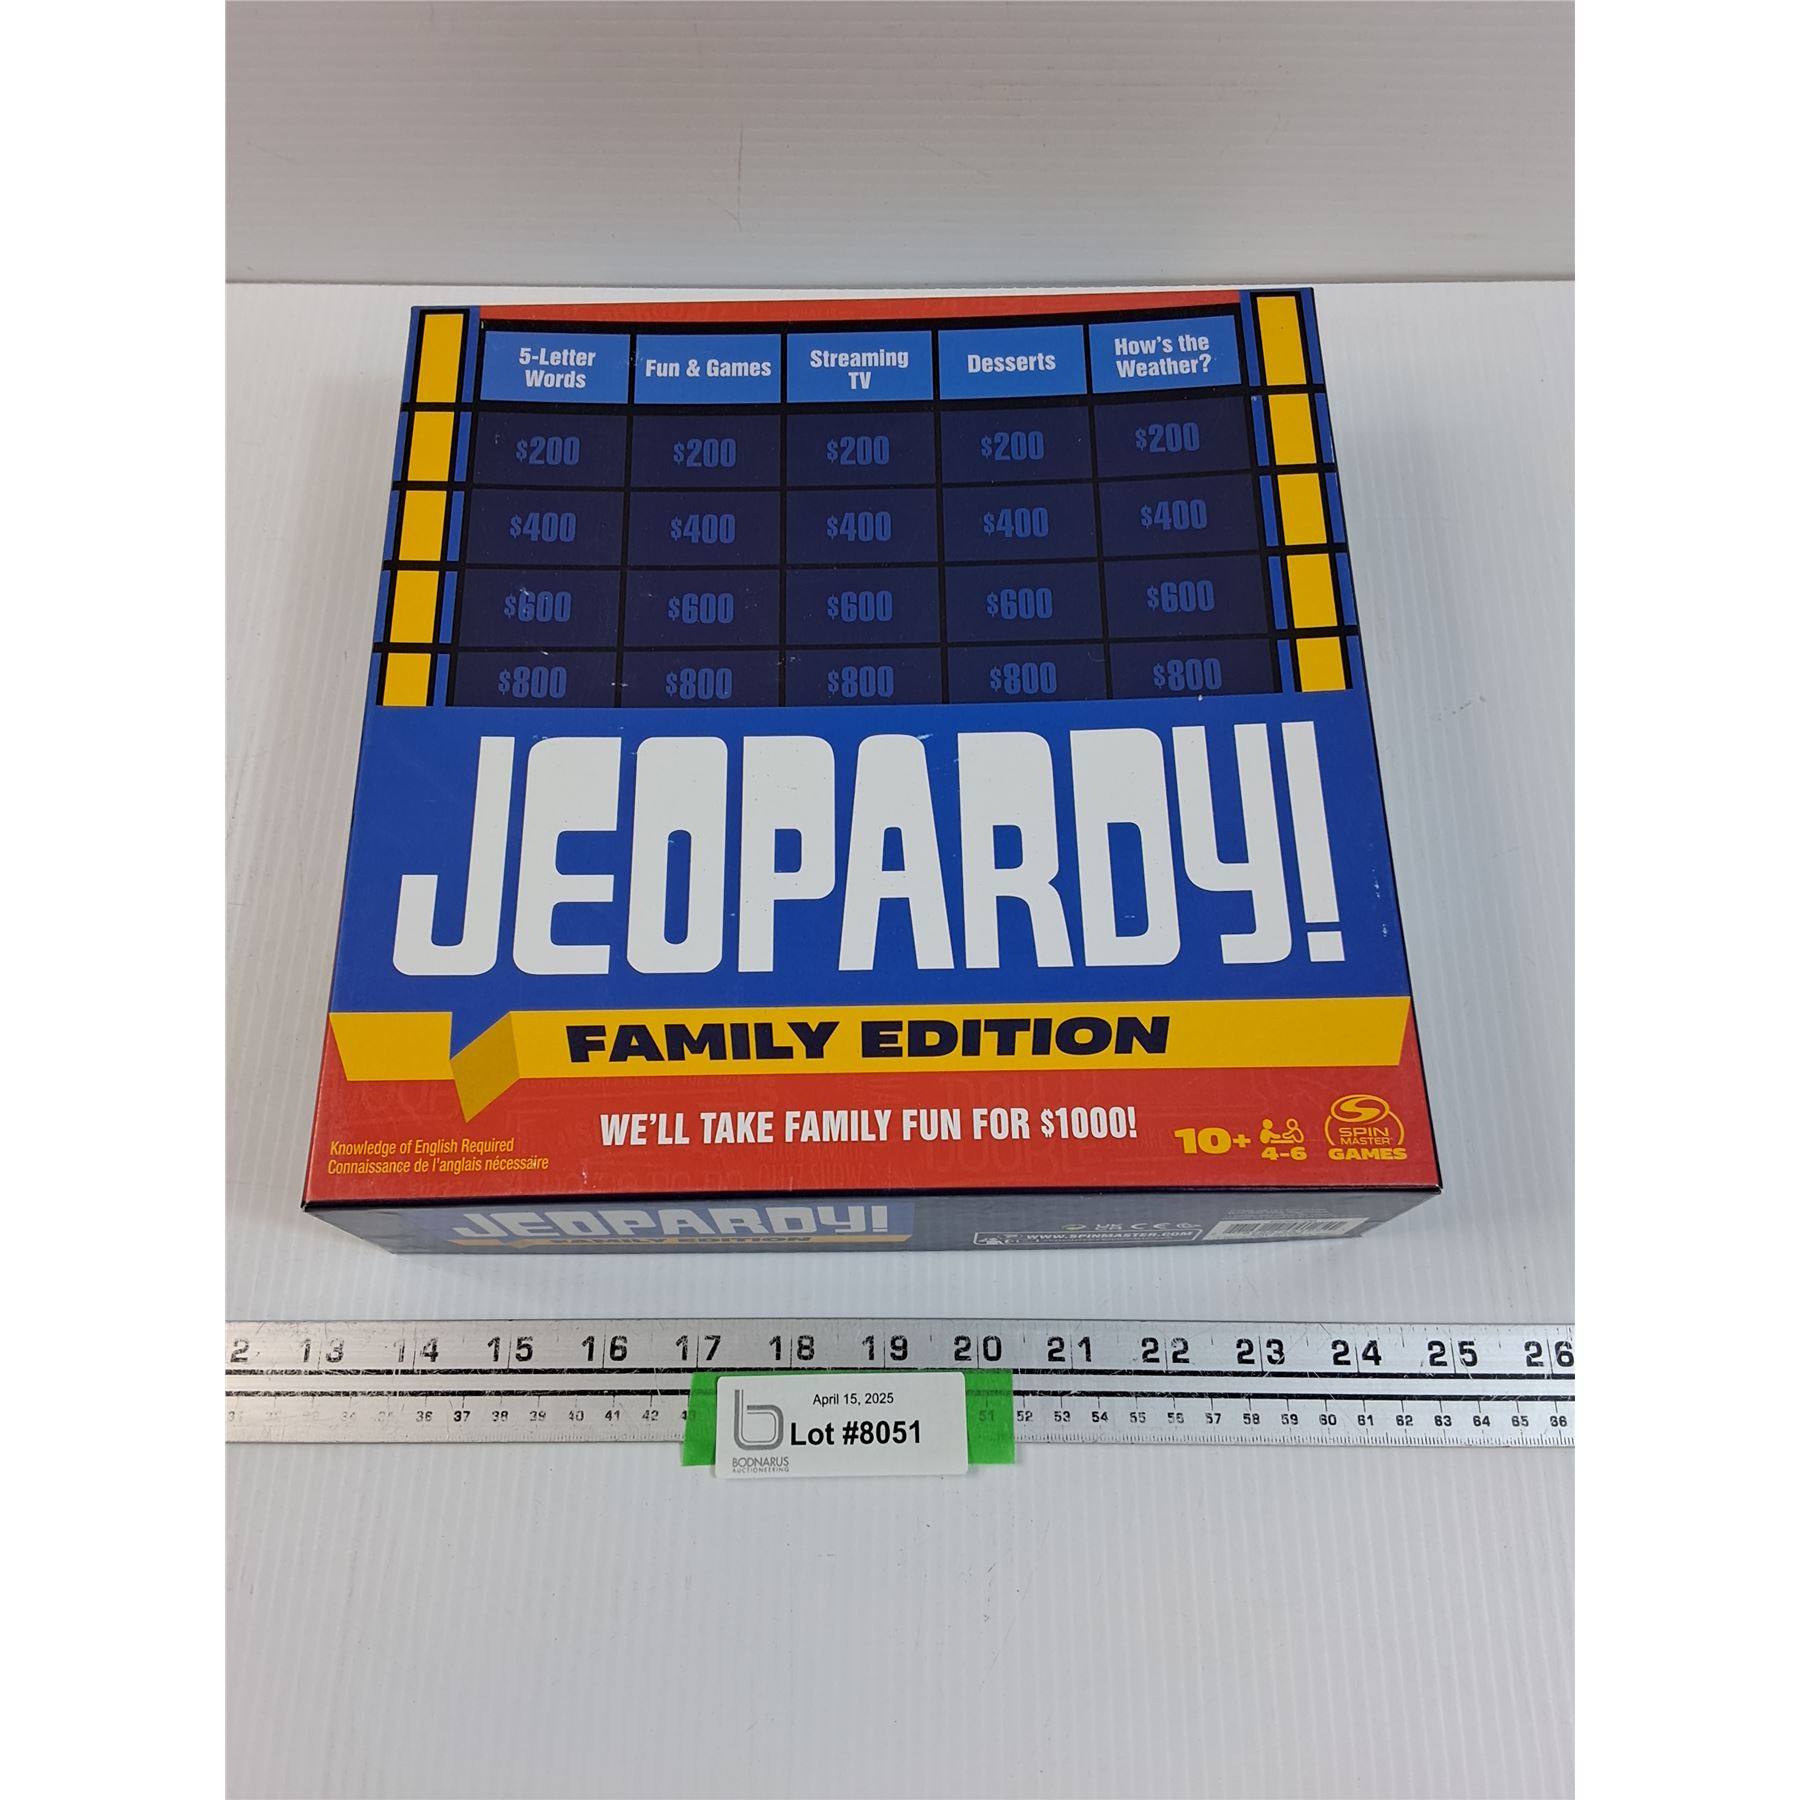 5-Letter Words
Fun & Games
Streaming TV
Desserts
How's the Weather?
$200 $200 $200 $200 $200
$400 $400 $400 $400 $400
$600 $600 $600 $600 $600
$800 $800 $800 $800 $800
JEOPARDY!
FAMILY EDITION
WE'LL TAKE FAMILY FUN FOR $1000!
Knowledge of English Required
Connaissance de l'anglais nécessaire
10+
4-6
SPIN
MASTER
GAMES
JEOPARDY!
FAMILY EDITION
WWW.SPINMASTER.COM
2 13 14 15 16 17 18 19 20 21 22 23 24 25 26
36 37 38 39 40 41 42 43 51 52 53 54 55 56 57 58 59 60 61 62 63 64 65 66
April 15, 2025
Lot #8051
BODNARUS
AUCTIONEERING